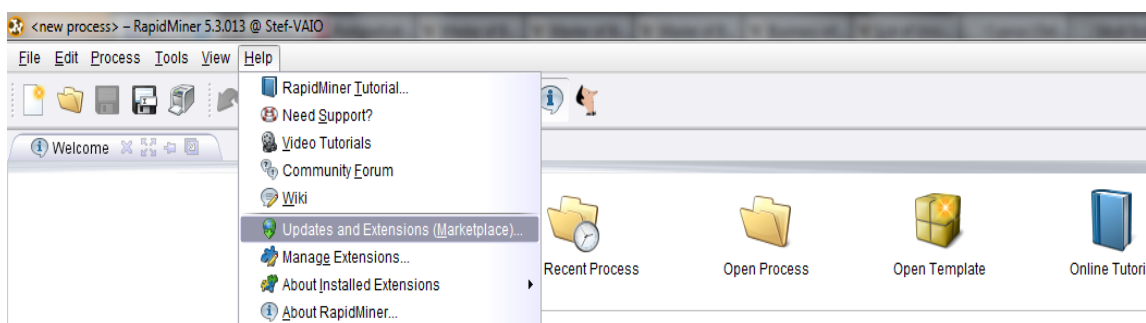 <new process> – RapidMiner 5.3.013 @ Stef-VAIO
File Edit Process Tools View Help
RapidMiner Tutorial...
Need Support?
Welcome
Video Tutorials
Community Forum
Wiki
Updates and Extensions (Marketplace)...
Manage Extensions...
Recent Process Open Process Open Template Online Tutori
About Installed Extensions
About RapidMiner...